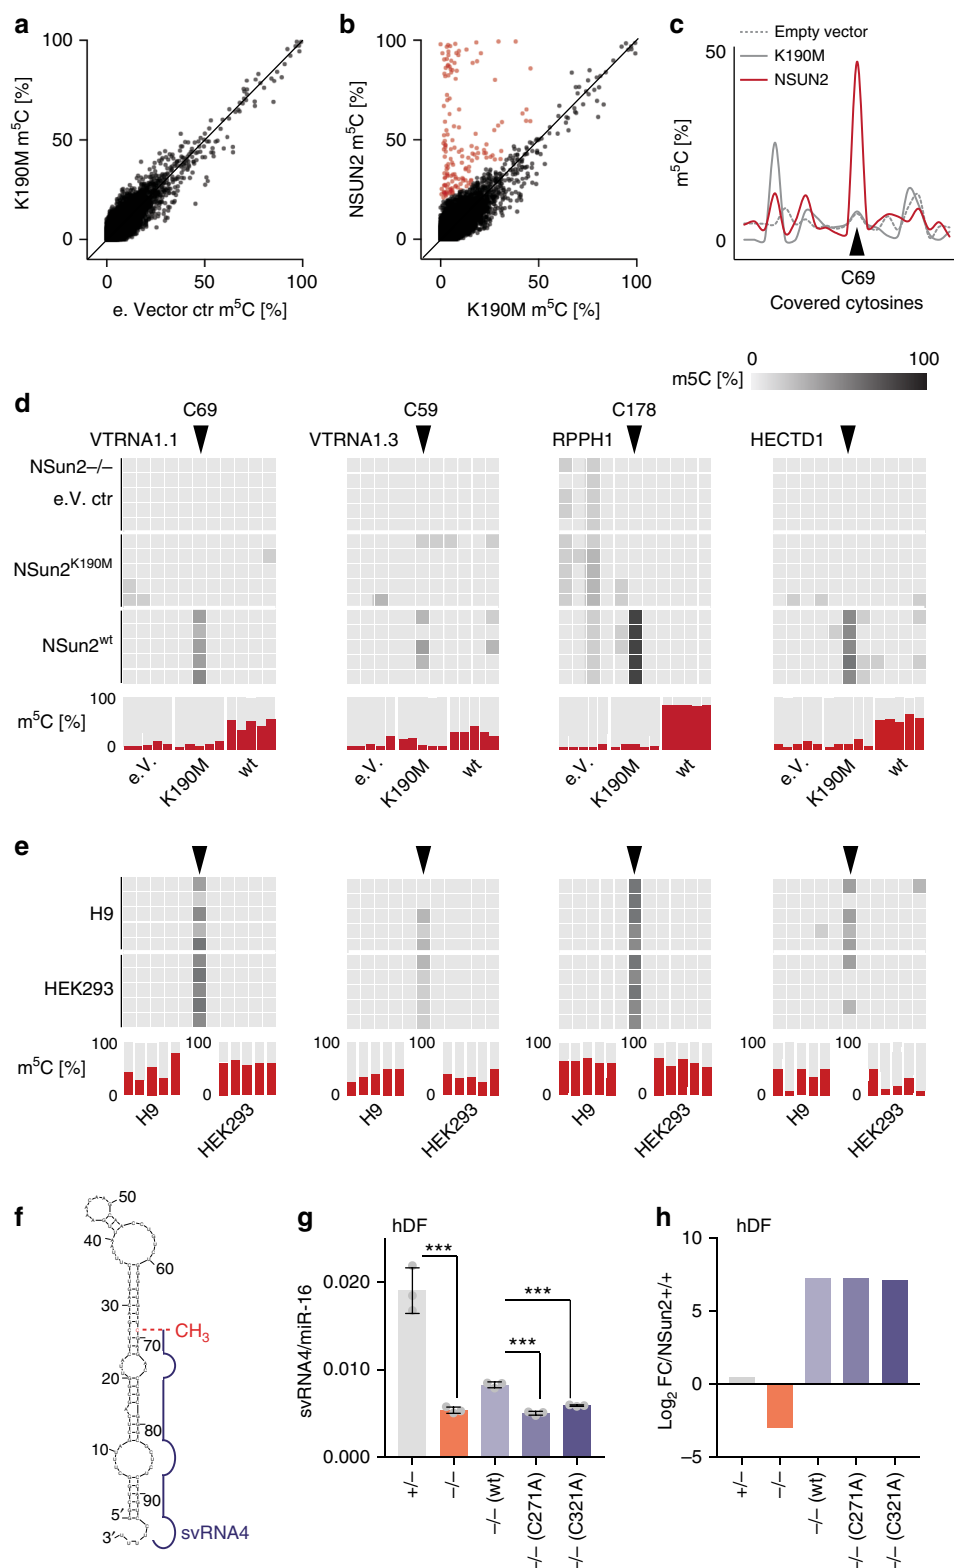 a
K190M m⁵C [%]
100
50
0
0
50
100
e. Vector ctr m⁵C [%]
b
NSUN2 m⁵C [%]
100
50
0
0
50
100
K190M m⁵C [%]
c
Empty vector
K190M
NSUN2
50
m⁵C [%]
0
C69
Covered cytosines
0
100
m5C [%]
d
C69
C59
C178
VTRNA1.1
VTRNA1.3
RPPH1
HECTD1
NSun2−/−
e.V. ctr
NSun2ᴷ¹⁹⁰ᴹ
NSun2ʷᵗ
100
m⁵C [%]
0
e.V.
K190M
wt
100
0
e.V.
K190M
wt
100
0
e.V.
K190M
wt
100
0
e.V.
K190M
wt
e
H9
HEK293
100
m⁵C [%]
0
100
0
H9
HEK293
100
0
100
0
H9
HEK293
100
0
100
0
H9
HEK293
100
0
100
0
H9
HEK293
f
50
40
60
30
CH₃
70
20
80
10
90
5′
3′
svRNA4
g
hDF
***
***
***
svRNA4/miR-16
0.020
0.010
0.000
+/−
−/−
−/− (wt)
−/− (C271A)
−/− (C321A)
h
hDF
Log₂ FC/NSun2+/+
10
5
0
−5
+/−
−/−
−/− (wt)
−/− (C271A)
−/− (C321A)